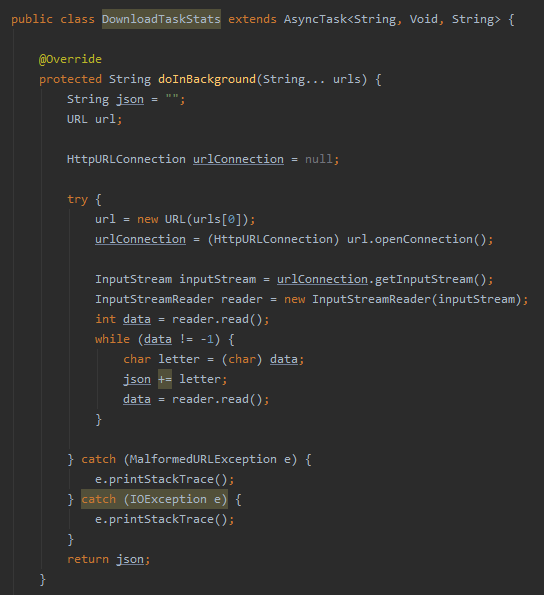 public class DownloadTaskStats extends AsyncTask<String, Void, String> {
@Override
protected String doInBackground(String... urls) {
String json = "";
URL url;
HttpURLConnection urlConnection = null;
try {
url = new URL(urls[0]);
urlConnection = (HttpURLConnection) url.openConnection();
InputStream inputStream = urlConnection.getInputStream();
InputStreamReader reader = new InputStreamReader(inputStream);
int data = reader.read();
while (data != -1) {
char letter = (char) data;
json += letter;
data = reader.read();
}
} catch (MalformedURLException e) {
e.printStackTrace();
} catch (IOException e) {
e.printStackTrace();
}
return json;
}